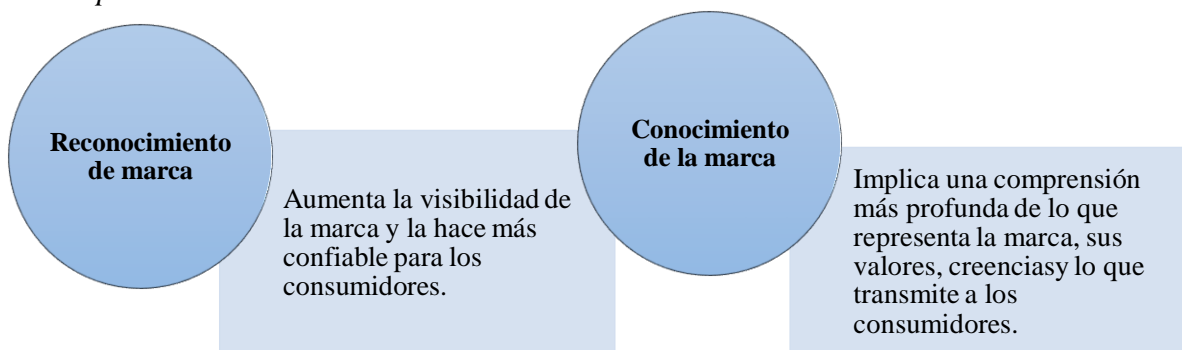 Reconocimiento
de marca
Aumenta la visibilidad de
la marca y la hace más
confiable para los
consumidores.
Conocimiento
de la marca
Implica una comprensión
más profunda de lo que
representa la marca, sus
valores, creenciasy lo que
transmite a los
consumidores.